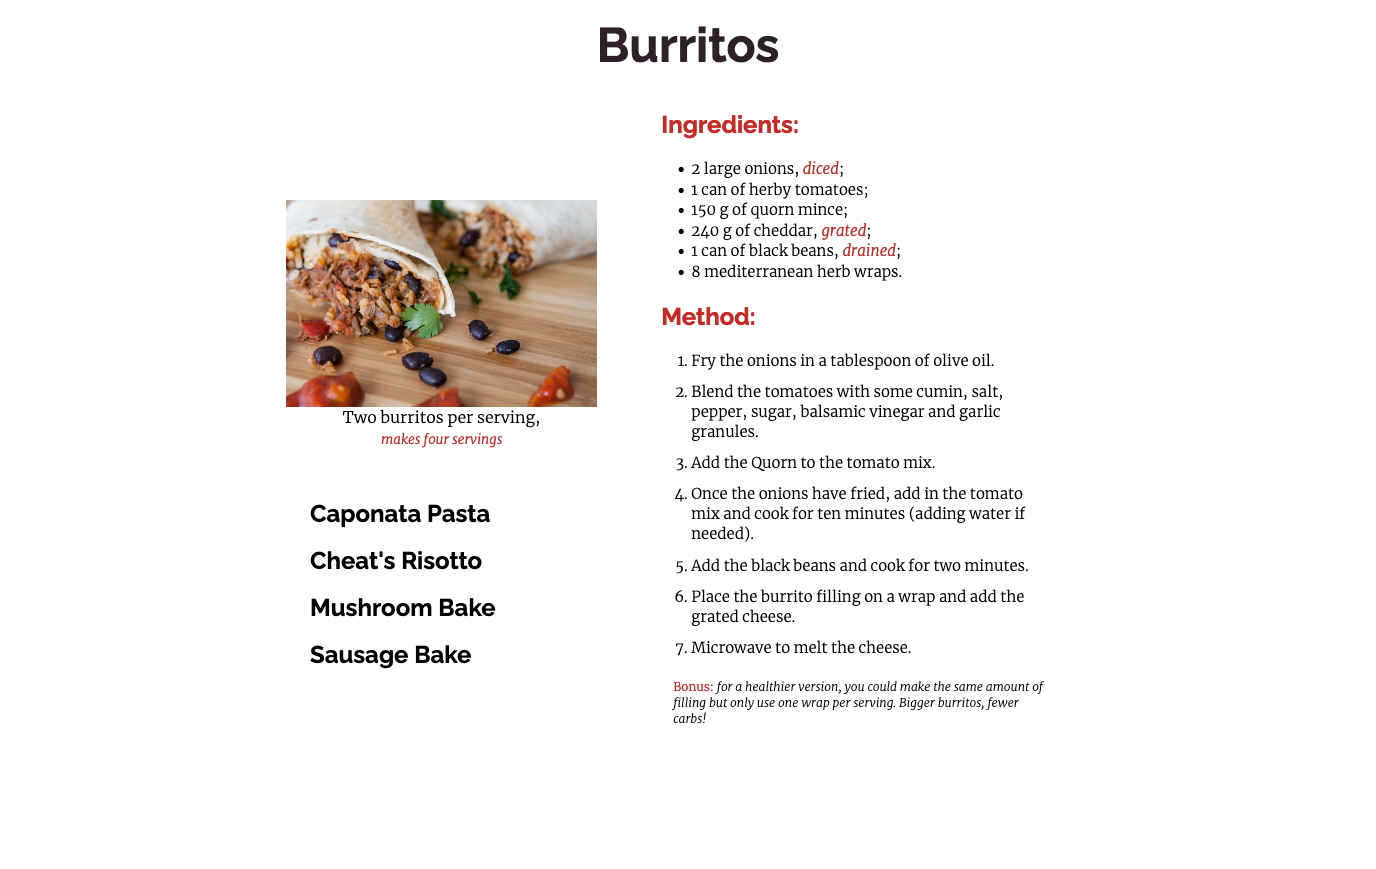 Burritos
Two burritos per serving,
makes four servings
Caponata Pasta
Cheat's Risotto
Mushroom Bake
Sausage Bake
Ingredients:
• 2 large onions, diced;
• 1 can of herby tomatoes;
• 150 g of quorn mince;
• 240 g of cheddar, grated;
• 1 can of black beans, drained;
• 8 mediterranean herb wraps.
Method:
1. Fry the onions in a tablespoon of olive oil.
2. Blend the tomatoes with some cumin, salt,
pepper, sugar, balsamic vinegar and garlic
granules.
3. Add the Quorn to the tomato mix.
4. Once the onions have fried, add in the tomato
mix and cook for ten minutes (adding water if
needed).
5. Add the black beans and cook for two minutes.
6. Place the burrito filling on a wrap and add the
grated cheese.
7. Microwave to melt the cheese.
Bonus: for a healthier version, you could make the same amount of
filling but only use one wrap per serving. Bigger burritos, fewer
carbs!